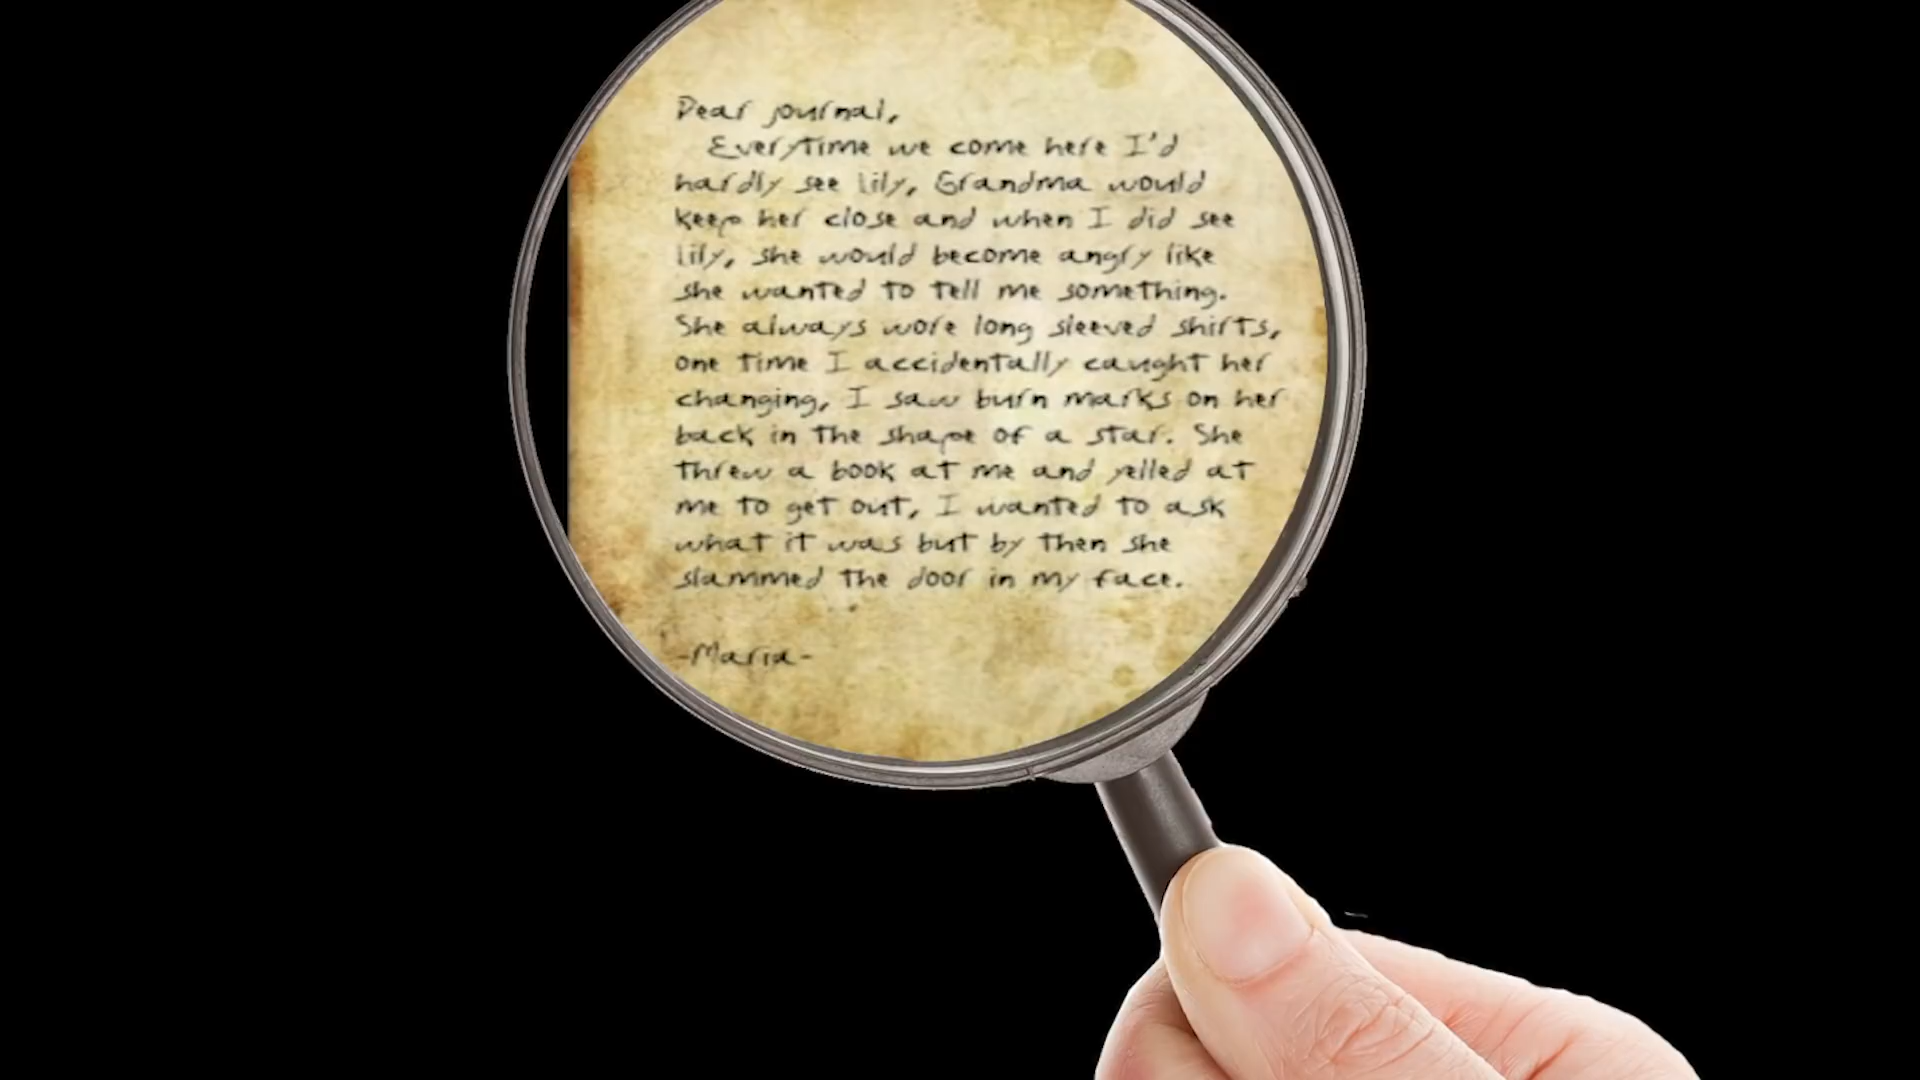 Dear journal,
Everytime we come here I'd
hardly see lily, Grandma would
keep her close and when I did see
lily, she would become angry like
she wanted to tell me something.
She always wore long sleeved shirts,
one time I accidentally caught her
changing, I saw burn marks on her
back in the shape of a star. She
threw a book at me and yelled at
me to get out, I wanted to ask
what it was but by then she
slammed the door in my face.
-Maria-